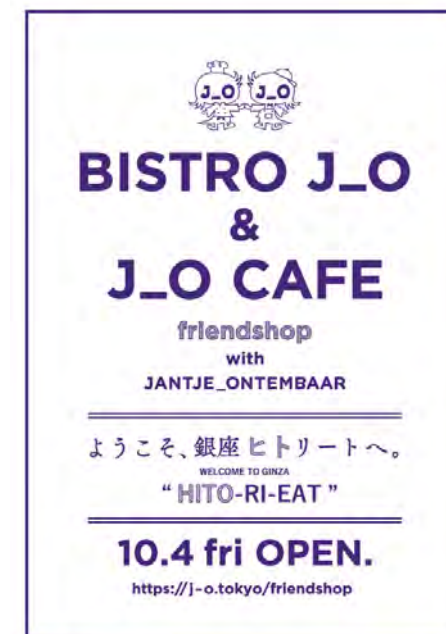 J_O J_O
BISTRO J_O
&
J_O CAFE
friendshop
with
JANTJE_ONTEMBAAR
ようこそ、銀座ヒトリートへ。
WELCOME TO GINZA
“HITO-RI-EAT”
10.4 fri OPEN.
https://j-o.tokyo/friendshop